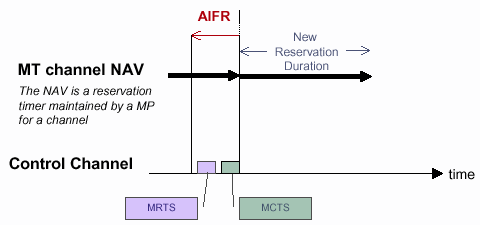 AIFR
New
Reservation
Duration
MT channel NAV
The NAV is a reservation
timer maintained by a MP
for a channel
Control Channel
time
MRTS
MCTS